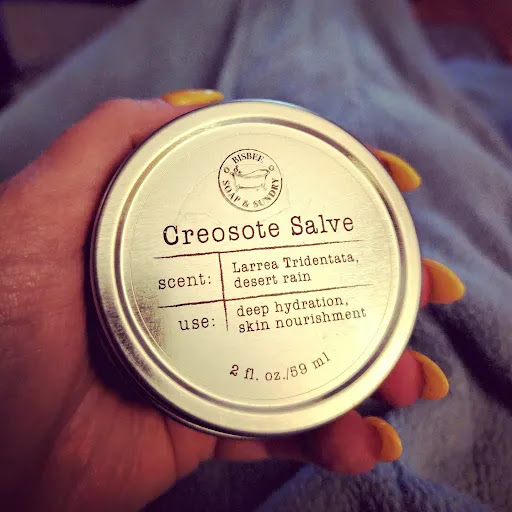 BISBEE
SOAP & SUNDRY
Creosote Salve
scent: Larrea Tridentata,
desert rain
use: deep hydration,
skin nourishment
2 fl. oz./59 ml